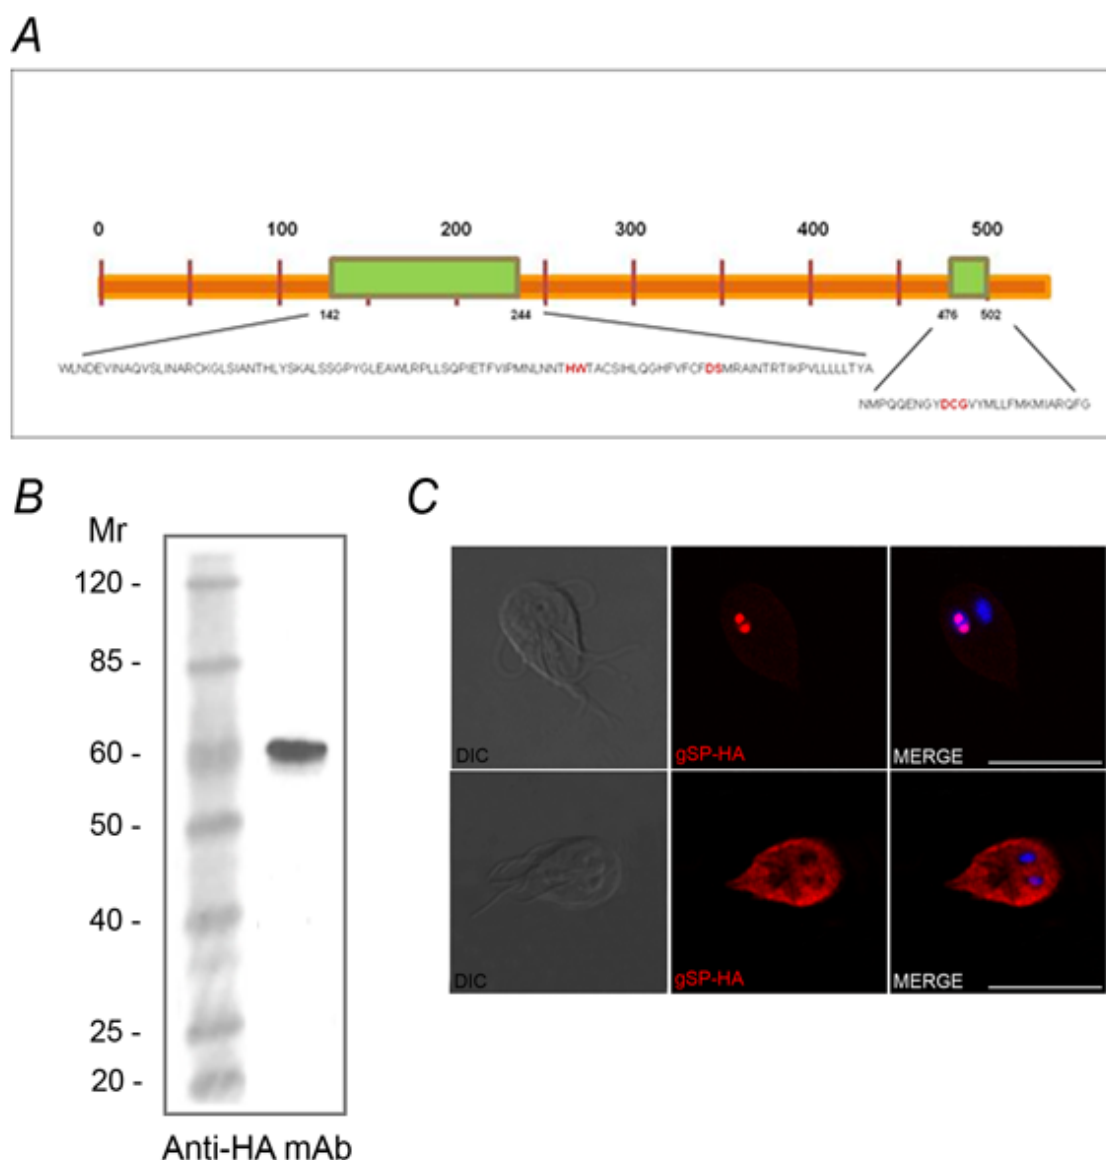 A
0 100 200 300 400 500
142 244 476 502
WLNDEVINAQVSLINARCKGLSIANTHLYSKALSSGPYGLEAWLRPLLSQPIETFVIPMNLNNTHWTACSIHLQGHFVFCFDSMRAINTRTIKPVLLLLTYA
NMPQQENGYDCGVYMLLFMKMIARQFG
B
C
Mr
120 -
85 -
60 -
50 -
40 -
25 -
20 -
Anti-HA mAb
DIC gSP-HA MERGE
DIC gSP-HA MERGE